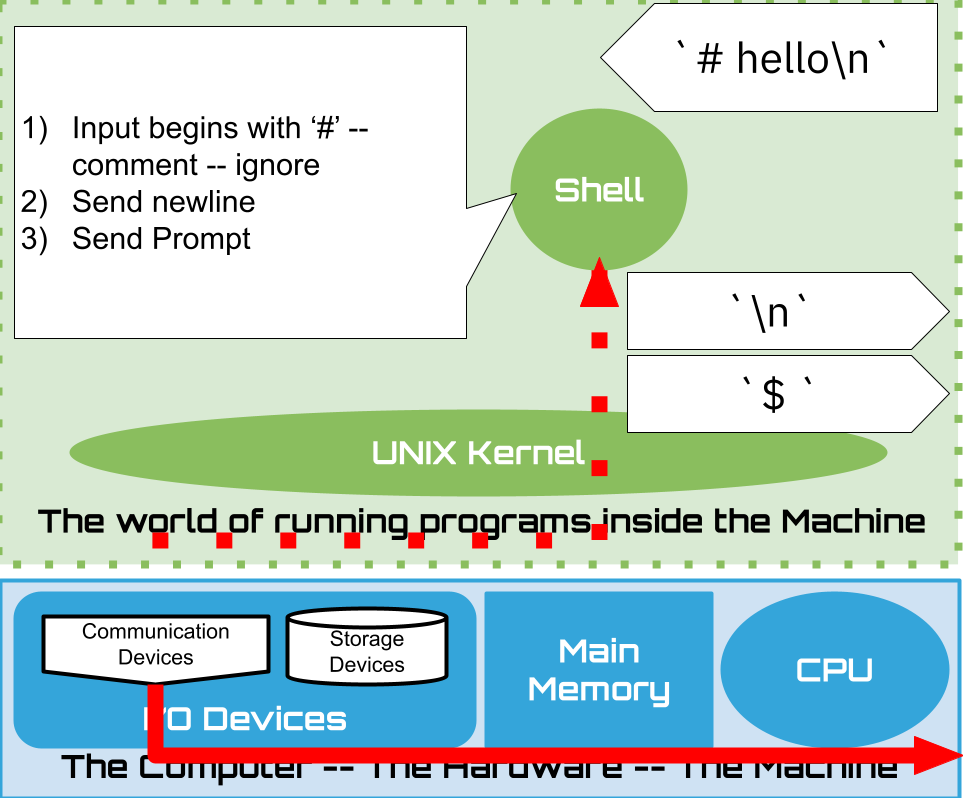 `# hello\n`
1) Input begins with ‘#’ --
comment -- ignore
2) Send newline
3) Send Prompt
Shell
`\n`
`$ `
UNIX Kernel
The world of running programs inside the Machine
Communication
Devices
Storage
Devices
I/O Devices
Main
Memory
CPU
The Computer -- The Hardware -- The Machine